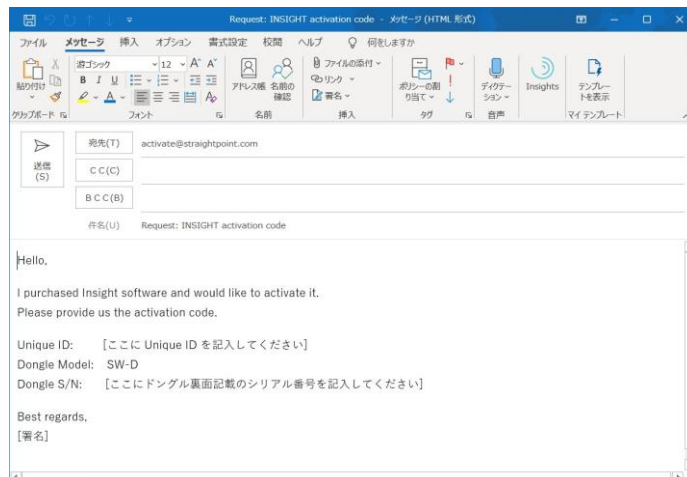 Request: INSIGHT activation code - メッセージ (HTML 形式)
ファイル メッセージ 挿入 オプション 書式設定 校閲 ヘルプ 何をしますか
貼り付け
游ゴシック 12 A A
B I U
クリップボード
フォント
アドレス帳 名前の確認
名前
ファイルの添付
リンク
署名
挿入
ポリシーの割り当て
タグ
ディクテーション
音声
Insights
テンプレートを表示
マイ テンプレート
送信
(S)
宛先(T) activate@straightpoint.com
C C(C)
B C C(B)
件名(U) Request: INSIGHT activation code
Hello,
I purchased Insight software and would like to activate it.
Please provide us the activation code.
Unique ID: [ここに Unique ID を記入してください]
Dongle Model: SW-D
Dongle S/N: [ここにドングル裏面記載のシリアル番号を記入してください]
Best regards,
[署名]